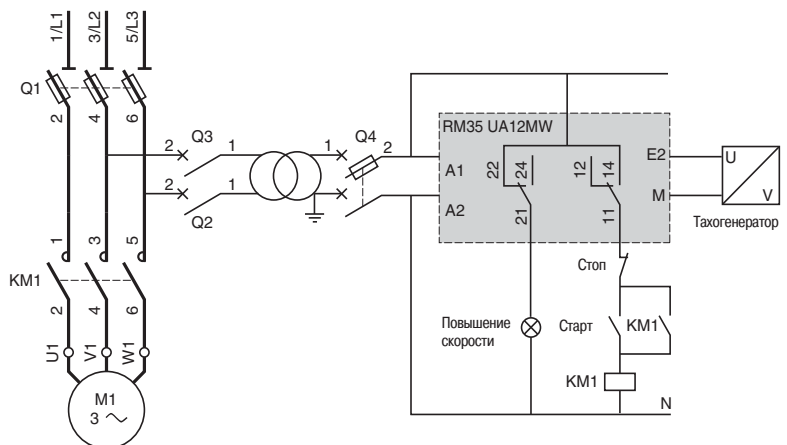 1/L1
3/L2
5/L3
Q1
2
4
6
2
Q3
1
2
Q2
1
1
Q4
2
RM35 UA12MW
A1
A2
22
24
21
12
14
11
E2
M
U
V
Тахогенератор
1
3
5
KM1
2
4
6
U1
V1
W1
M1
3
Стоп
Повышение
скорости
Старт
KM1
KM1
N